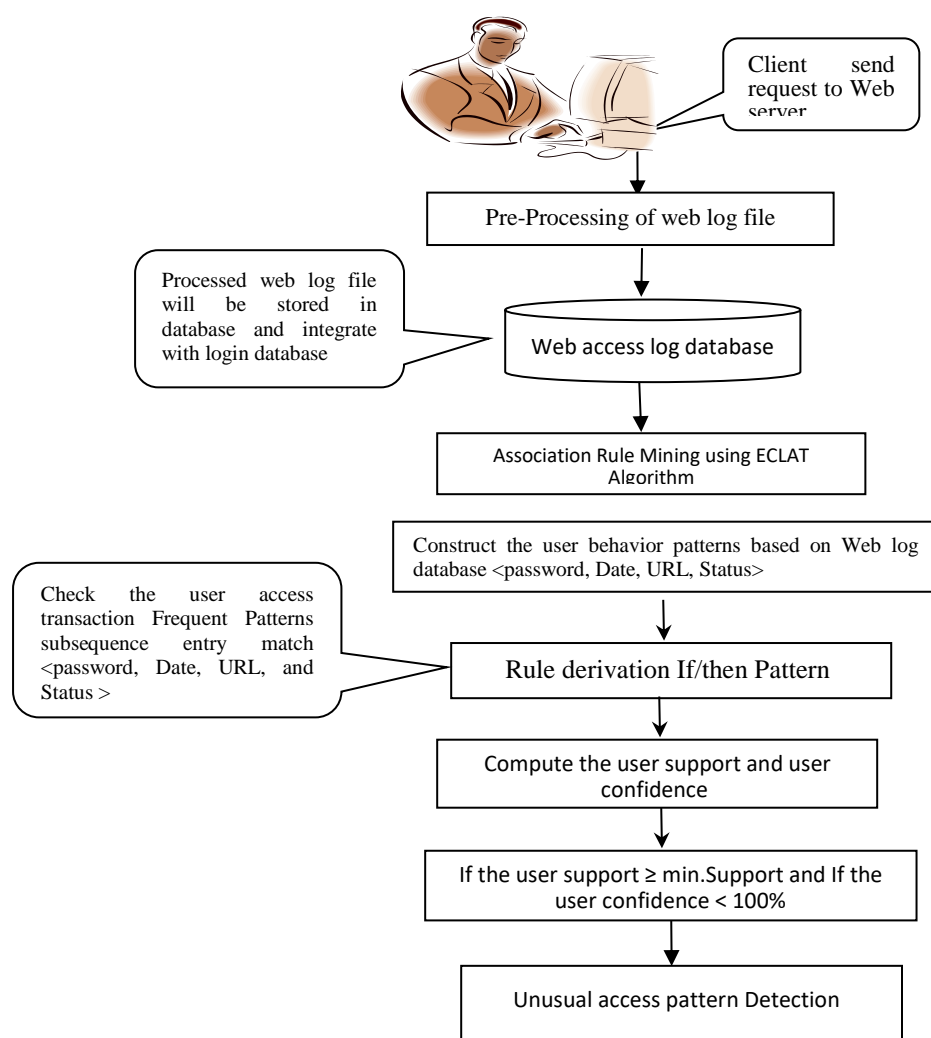 Client send
request to Web
server
Pre-Processing of web log file
Processed web log file
will be stored in
database and integrate
with login database
Web access log database
Association Rule Mining using ECLAT
Algorithm
Construct the user behavior patterns based on Web log
database <password, Date, URL, Status>
Check the user access
transaction Frequent Patterns
subsequence entry match
<password, Date, URL, and
Status >
Rule derivation If/then Pattern
Compute the user support and user
confidence
If the user support ≥ min.Support and If the
user confidence < 100%
Unusual access pattern Detection